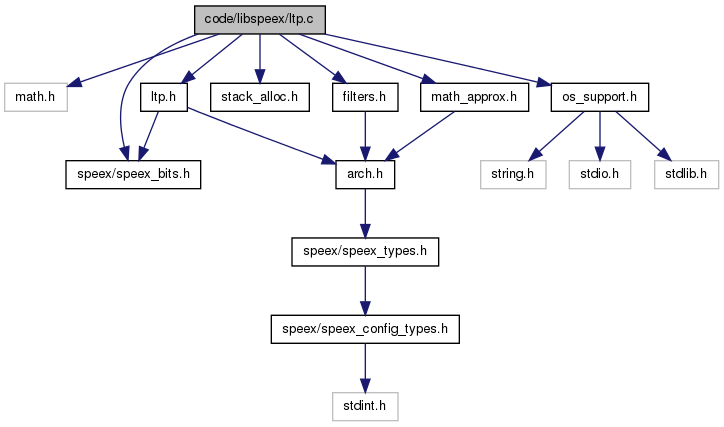 code/libspeex/ltp.c
math.h
ltp.h
stack_alloc.h
filters.h
math_approx.h
os_support.h
speex/speex_bits.h
arch.h
string.h
stdio.h
stdlib.h
speex/speex_types.h
speex/speex_config_types.h
stdint.h